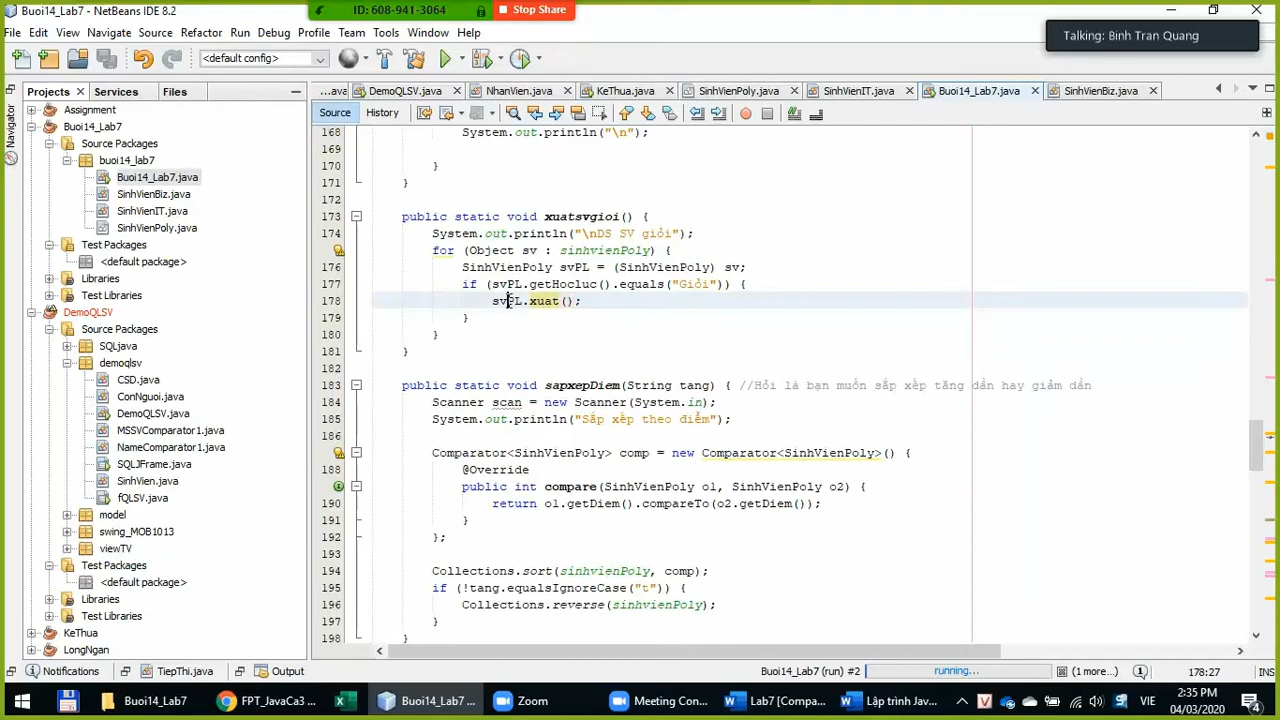 Buoi14_Lab7 - NetBeans IDE 8.2
ID: 608-941-3064
Stop Share
File Edit View Navigate Source Refactor Run Debug Profile Team Tools Window Help
Talking: Binh Tran Quang
<default config>
Projects Services Files
...ava DemoQLSV.java NhanVien.java KeThua.java SinhVienPoly.java SinhVienIT.java Buoi14_Lab7.java SinhVienBiz.java
Source History
Navigator
Assignment
Buoi14_Lab7
Source Packages
buoi14_lab7
Buoi14_Lab7.java
SinhVienBiz.java
SinhVienIT.java
SinhVienPoly.java
Test Packages
<default package>
Libraries
Test Libraries
DemoQLSV
Source Packages
SQLjava
demoqlsv
CSD.java
ConNguoi.java
DemoQLSV.java
MSSVComparator1.java
NameComparator1.java
SQLJFrame.java
SinhVien.java
fQLSV.java
model
swing_MOB1013
viewTV
Test Packages
<default package>
Libraries
Test Libraries
KeThua
LongNgan
168 System.out.println("\n");
169
170 }
171 }
172
173 public static void xuatsvgioi() {
174 System.out.println("\nDS SV giỏi");
for (Object sv : sinhvienPoly) {
176 SinhVienPoly svPL = (SinhVienPoly) sv;
177 if (svPL.getHocluc().equals("Giỏi")) {
178 svPL.xuat();
179 }
180 }
181 }
182
183 public static void sapxepDiem(String tang) { //Hỏi là bạn muốn sắp xếp tăng dần hay giảm dần
184 Scanner scan = new Scanner(System.in);
185 System.out.println("Sắp xếp theo điểm");
186
Comparator<SinhVienPoly> comp = new Comparator<SinhVienPoly>() {
188 @Override
public int compare(SinhVienPoly o1, SinhVienPoly o2) {
190 return o1.getDiem().compareTo(o2.getDiem());
191 }
192 };
193
194 Collections.sort(sinhvienPoly, comp);
195 if (!tang.equalsIgnoreCase("t")) {
196 Collections.reverse(sinhvienPoly);
197 }
198 }
Notifications TiepThi.java Output
Buoi14_Lab7 (run) #2 running... (1 more...) 178:27 INS
Buoi14_Lab7 FPT_JavaCa3 ... Buoi14_Lab7 ... Zoom Meeting Con... Lab7 [Compa... Lập trình Jav... VIE
2:35 PM
04/03/2020
4